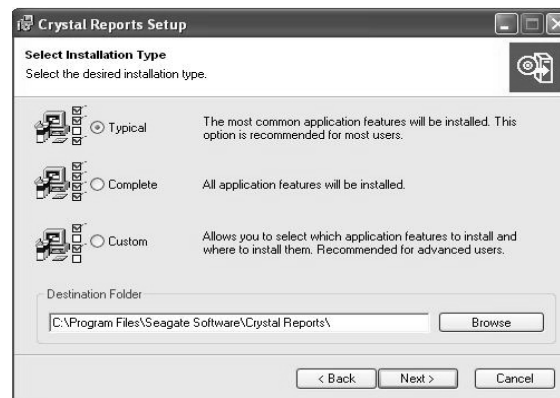 Crystal Reports Setup
Select Installation Type
Select the desired installation type.
Typical
The most common application features will be installed. This
option is recommended for most users.
Complete
All application features will be installed.
Custom
Allows you to select which application features to install and
where to install them. Recommended for advanced users.
Destination Folder
C:\Program Files\Seagate Software\Crystal Reports\
Browse
< Back
Next >
Cancel